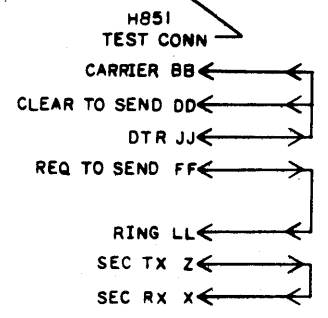 H851
TEST CONN
CARRIER BB
CLEAR TO SEND DD
DTR JJ
REQ TO SEND FF
RING LL
SEC TX Z
SEC RX X